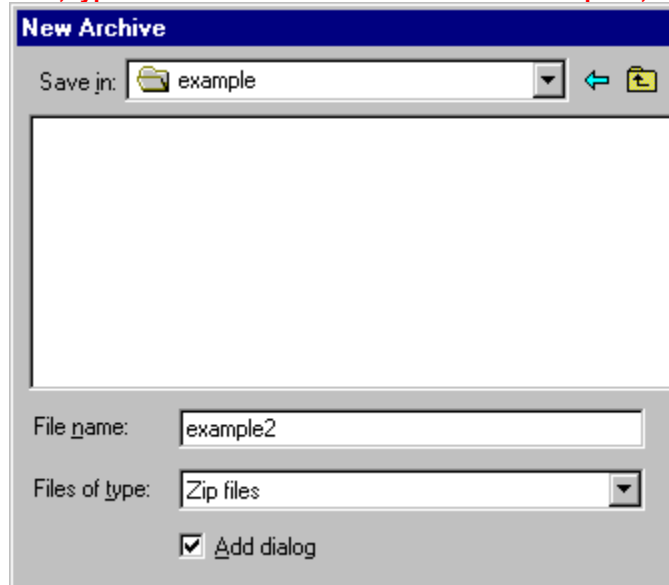 New Archive
Save in: example
File name: example2
Files of type: Zip files
Add dialog